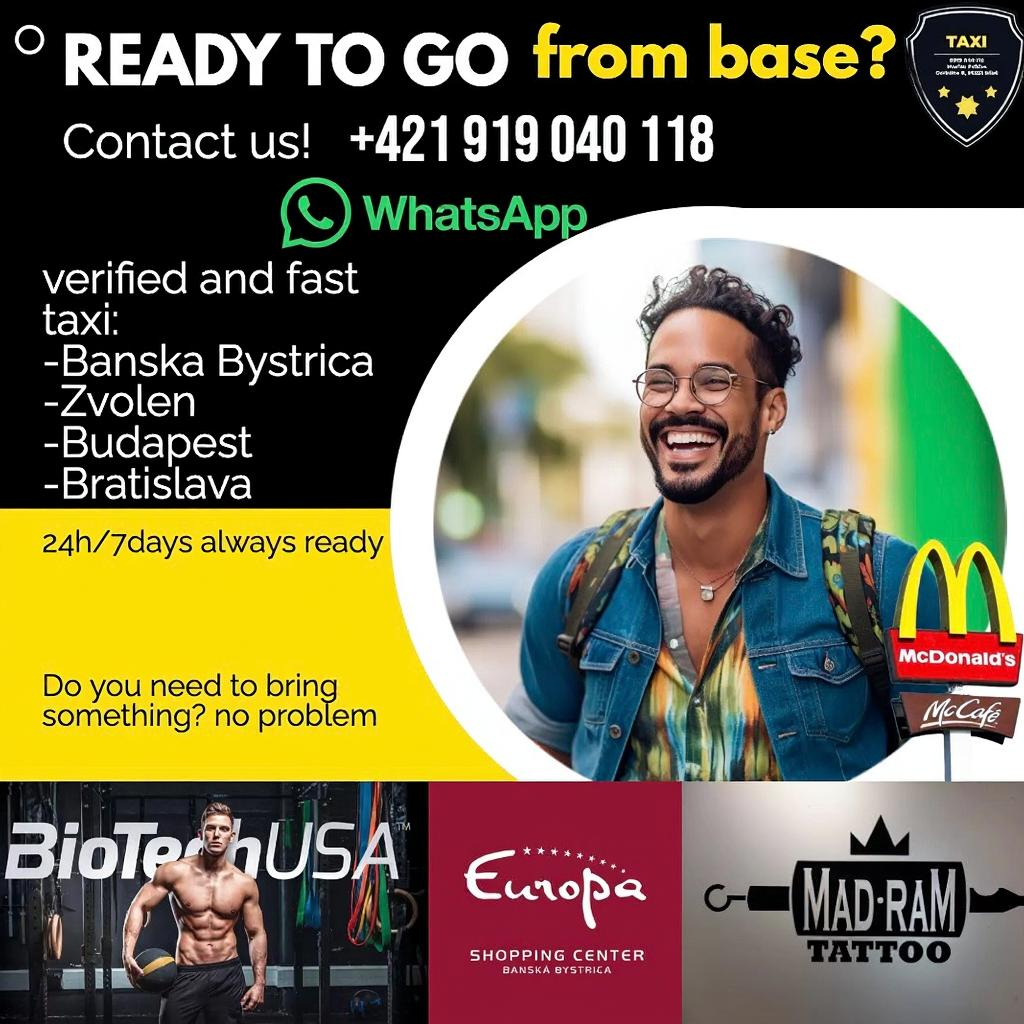 READY TO GO from base?
TAXI
Contact us! +421 919 040 118
WhatsApp
verified and fast
taxi:
-Banska Bystrica
-Zvolen
-Budapest
-Bratislava
24h/7days always ready
Do you need to bring
something? no problem
McDonald's
McCafé
BioTechUSA™
Europa
SHOPPING CENTER
BANSKÁ BYSTRICA
MAD·RAM
TATTOO